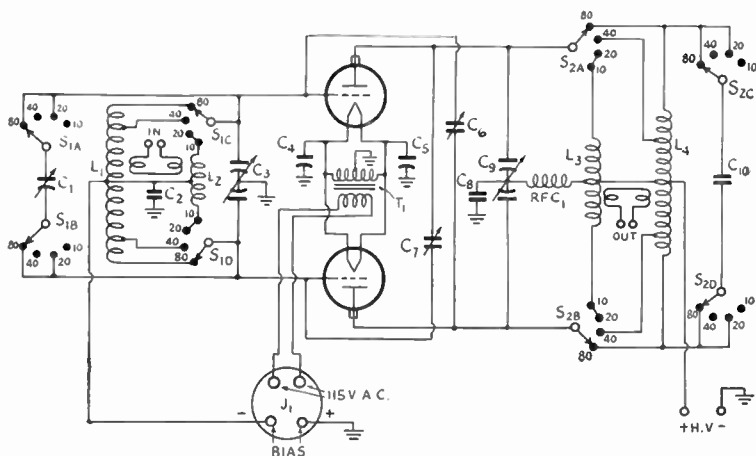 80 40 20 10
S1A
C1
S1B
80 40 20 10
L1
IN
C2
80
40
20
10
S1C
L2
C3
10
20
40
80
S1D
C4
C5
T1
C6
C7
C8
C9
RFC1
S2A
80
40
20
10
L3
L4
OUT
S2B
10
20
40
80
80 40 20 10
S2C
C10
S2D
80 40 20 10
115V A.C.
J1
- +
BIAS
+ H.V -